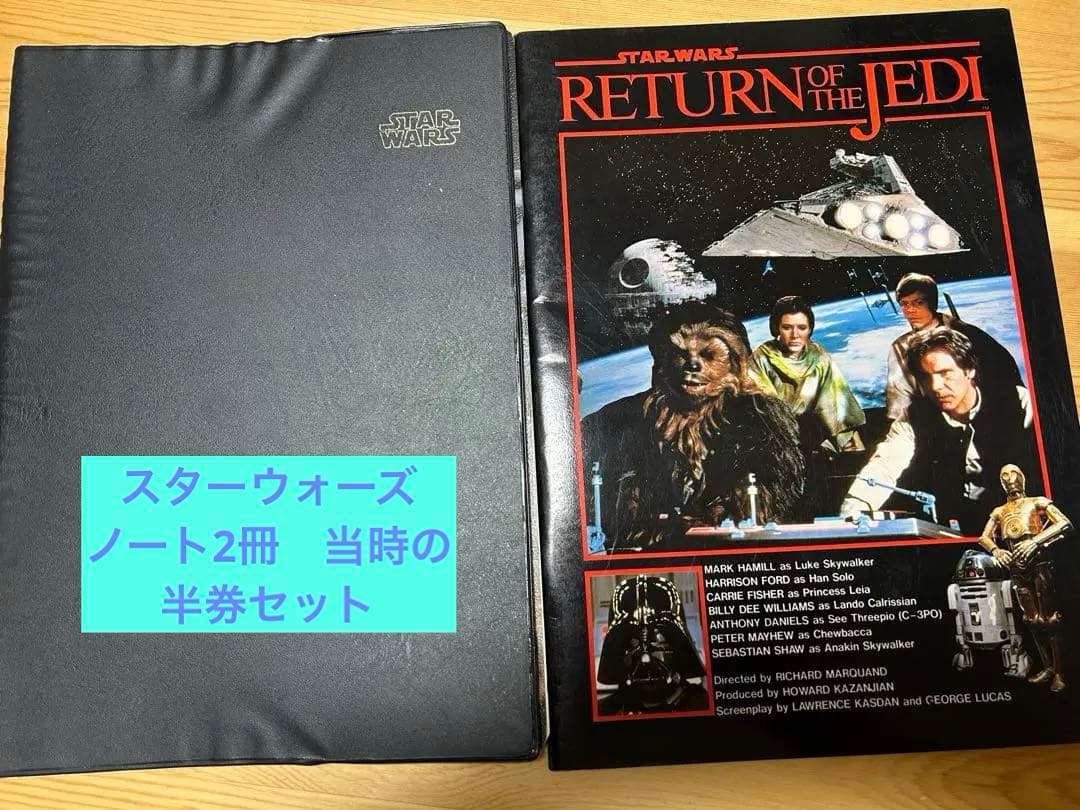 STAR
WARS
スターウォーズ
ノート2冊　当時の
半券セット
STAR WARS
RETURN OF THE JEDI
MARK HAMILL as Luke Skywalker
HARRISON FORD as Han Solo
CARRIE FISHER as Princess Leia
BILLY DEE WILLIAMS as Lando Calrissian
ANTHONY DANIELS as See Threepio (C-3PO)
PETER MAYHEW as Chewbacca
SEBASTIAN SHAW as Anakin Skywalker
Directed by RICHARD MARQUAND
Produced by HOWARD KAZANJIAN
Screenplay by LAWRENCE KASDAN and GEORGE LUCAS